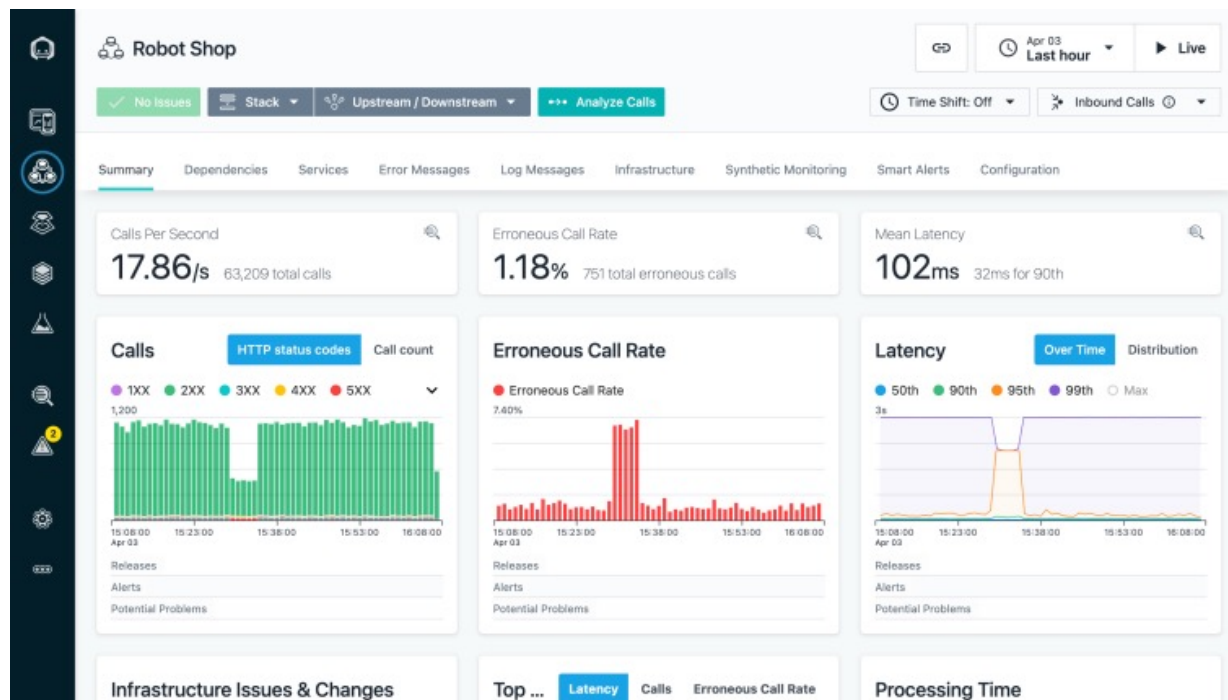 Robot Shop
Apr 03
Last hour
Live
No Issues
Stack
Upstream / Downstream
Analyze Calls
Time Shift: Off
Inbound Calls
Summary Dependencies Services Error Messages Log Messages Infrastructure Synthetic Monitoring Smart Alerts Configuration
2
Calls Per Second
17.86/s 63,209 total calls
Erroneous Call Rate
1.18% 751 total erroneous calls
Mean Latency
102ms 32ms for 90th
Calls
HTTP status codes Call count
1XX 2XX 3XX 4XX 5XX
1,200
15:08:00 15:23:00 15:38:00 15:53:00 16:08:00
Apr 03
Releases
Alerts
Potential Problems
Erroneous Call Rate
Erroneous Call Rate
7.40%
15:08:00 15:23:00 15:38:00 15:53:00 16:08:00
Apr 03
Releases
Alerts
Potential Problems
Latency
Over Time Distribution
50th 90th 95th 99th Max
3s
15:08:00 15:23:00 15:38:00 15:53:00 16:08:00
Apr 03
Releases
Alerts
Potential Problems
Infrastructure Issues & Changes
Top ... Latency Calls Erroneous Call Rate
Processing Time